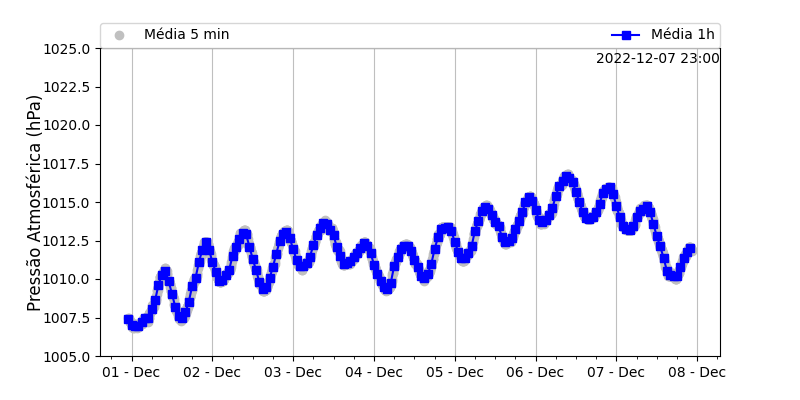 Média 5 min
Média 1h
2022-12-07 23:00
Pressão Atmosférica (hPa)
1025.0
1022.5
1020.0
1017.5
1015.0
1012.5
1010.0
1007.5
1005.0
01 - Dec
02 - Dec
03 - Dec
04 - Dec
05 - Dec
06 - Dec
07 - Dec
08 - Dec